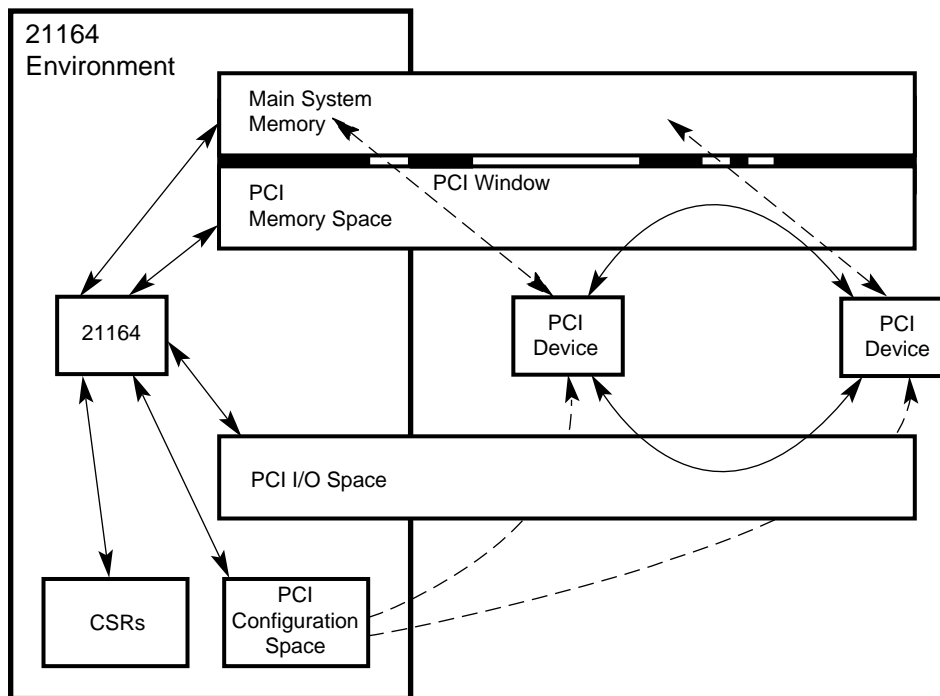 21164
Environment
Main System
Memory
PCI Window
PCI
Memory Space
21164
PCI
Device
PCI
Device
PCI I/O Space
CSRs
PCI
Configuration
Space